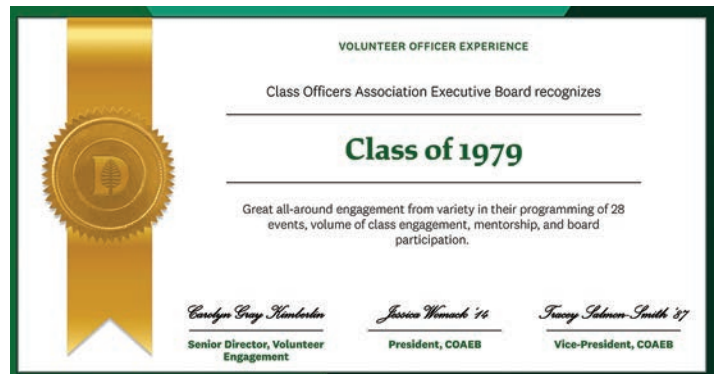 VOLUNTEER OFFICER EXPERIENCE
Class Officers Association Executive Board recognizes
Class of 1979
Great all-around engagement from variety in their programming of 28
events, volume of class engagement, mentorship, and board
participation.
Carolyn Gray Kimberlin
Jessica Womack '14
Tracey Salmon-Smith '87
Senior Director, Volunteer
Engagement
President, COAEB
Vice-President, COAEB
D